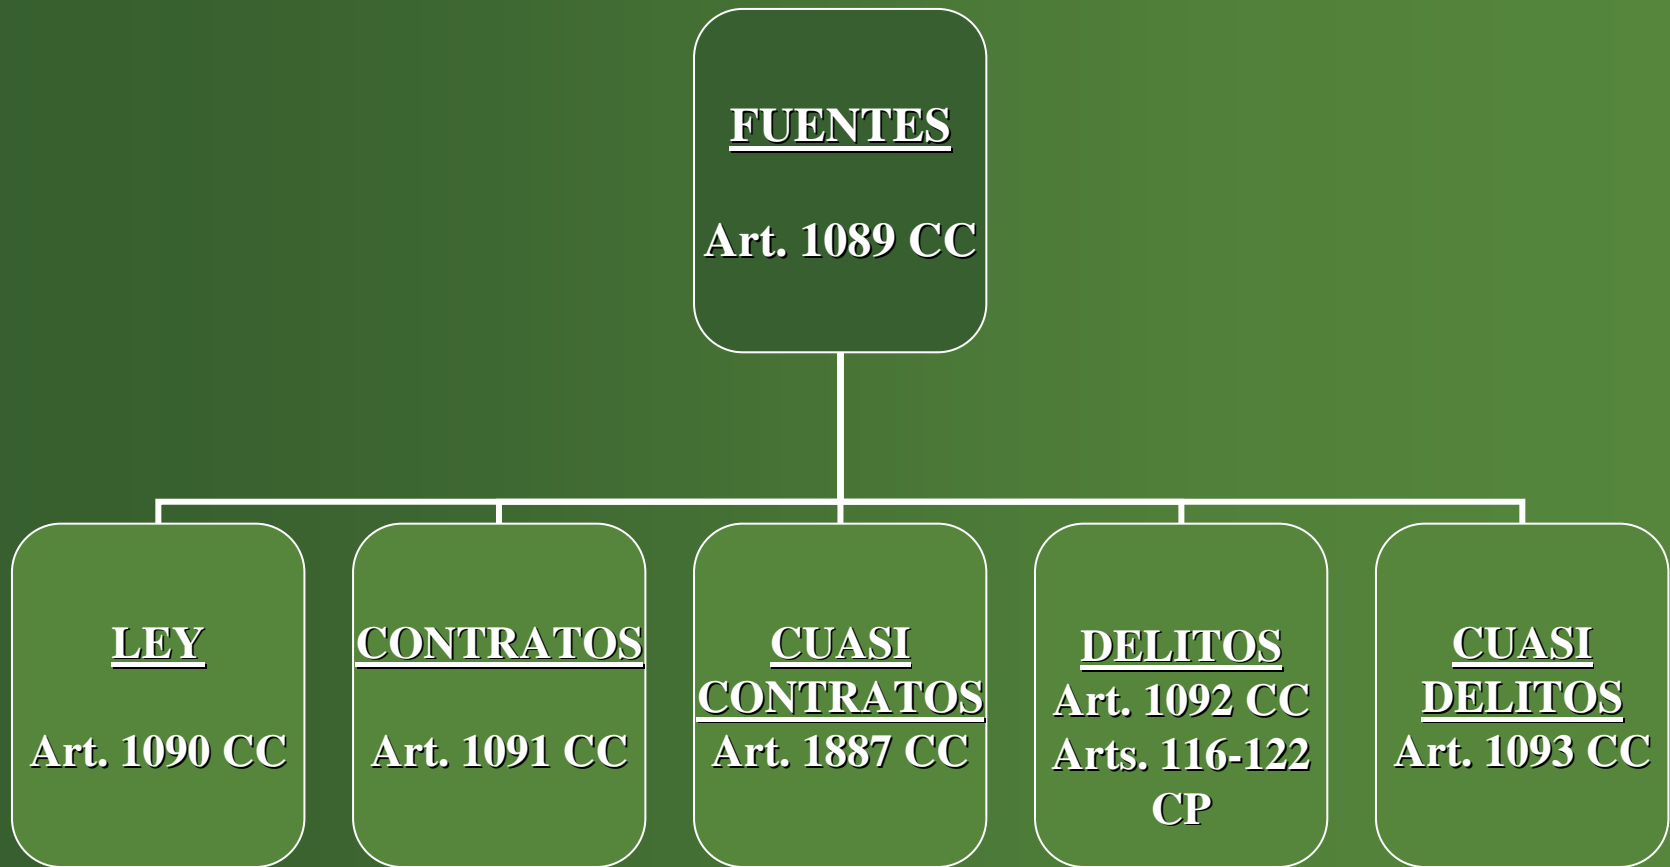 FUENTES
Art. 1089 CC
LEY
Art. 1090 CC
CONTRATOS
Art. 1091 CC
CUASI
CONTRATOS
Art. 1887 CC
DELITOS
Art. 1092 CC
Arts. 116-122
CP
CUASI
DELITOS
Art. 1093 CC